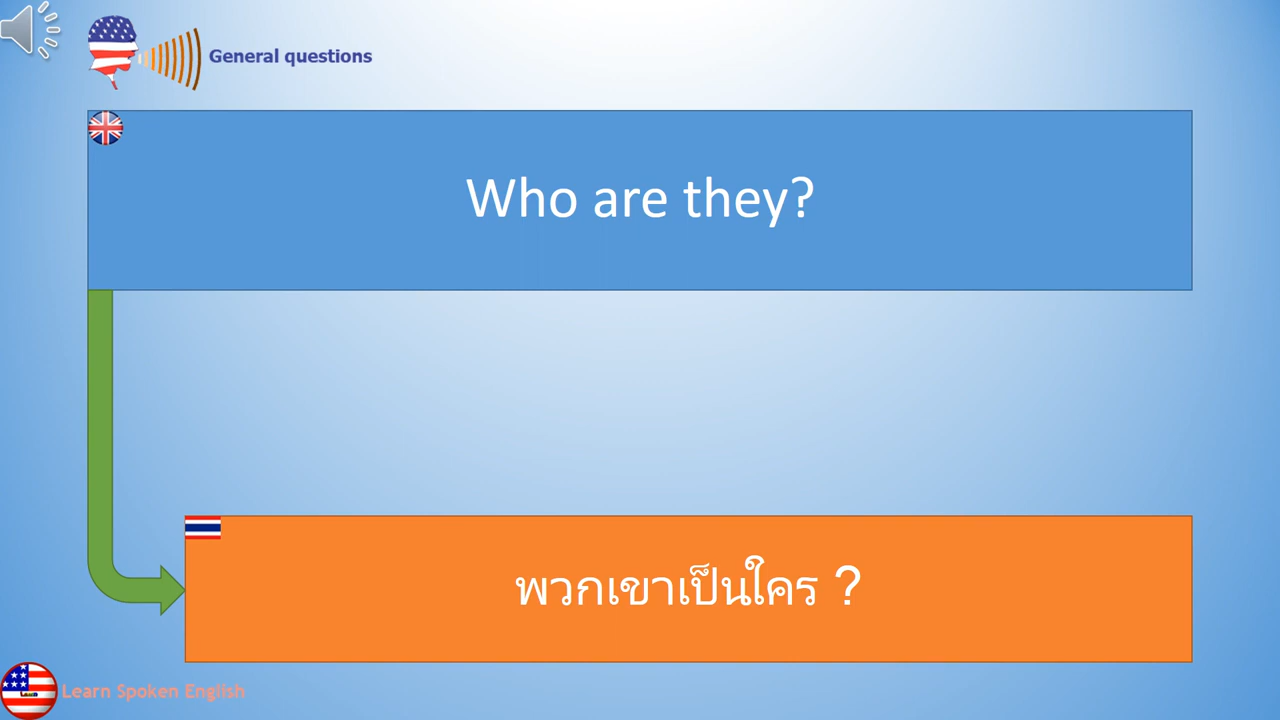 General questions
Who are they?
พวกเขาเป็นใคร ?
Learn Spoken English